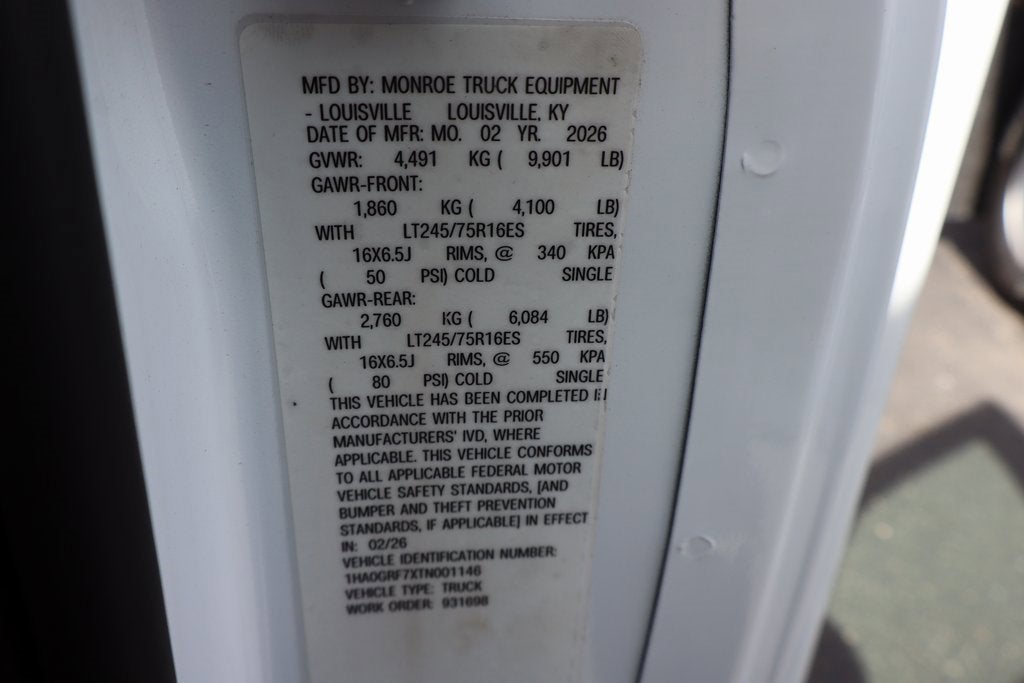 MFD BY: MONROE TRUCK EQUIPMENT
- LOUISVILLE LOUISVILLE, KY
DATE OF MFR: MO. 02 YR. 2026
GVWR: 4,491 KG ( 9,901 LB)
GAWR-FRONT:
1,860 KG ( 4,100 LB)
WITH LT245/75R16ES TIRES,
16X6.5J RIMS, @ 340 KPA
( 50 PSI) COLD SINGLE
GAWR-REAR:
2,760 KG ( 6,084 LB)
WITH LT245/75R16ES TIRES,
16X6.5J RIMS, @ 550 KPA
( 80 PSI) COLD SINGLE
THIS VEHICLE HAS BEEN COMPLETED IN
ACCORDANCE WITH THE PRIOR
MANUFACTURERS' IVD, WHERE
APPLICABLE. THIS VEHICLE CONFORMS
TO ALL APPLICABLE FEDERAL MOTOR
VEHICLE SAFETY STANDARDS, [AND
BUMPER AND THEFT PREVENTION
STANDARDS, IF APPLICABLE] IN EFFECT
IN: 02/26
VEHICLE IDENTIFICATION NUMBER:
1HA0GRF7XTN001146
VEHICLE TYPE: TRUCK
WORK ORDER: 931698